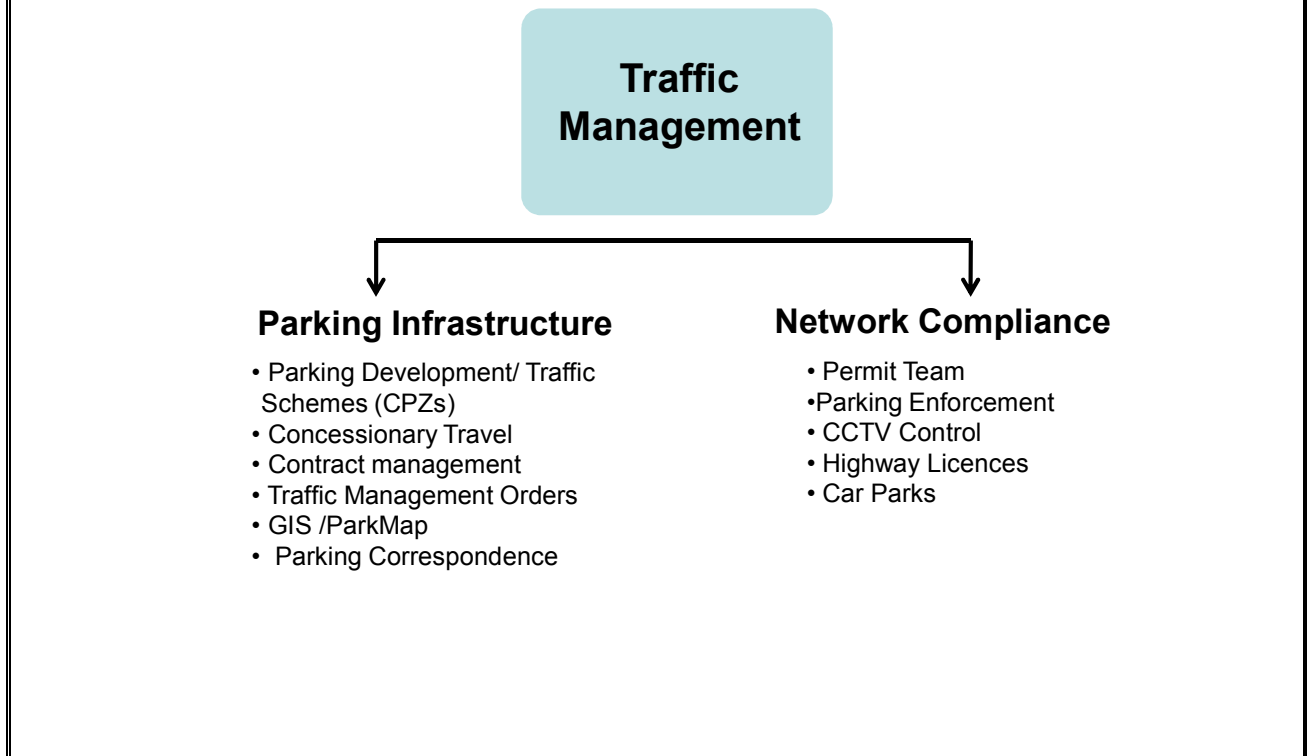 Traffic
Management
Parking Infrastructure
• Parking Development/ Traffic
Schemes (CPZs)
• Concessionary Travel
• Contract management
• Traffic Management Orders
• GIS /ParkMap
• Parking Correspondence
Network Compliance
• Permit Team
•Parking Enforcement
• CCTV Control
• Highway Licences
• Car Parks